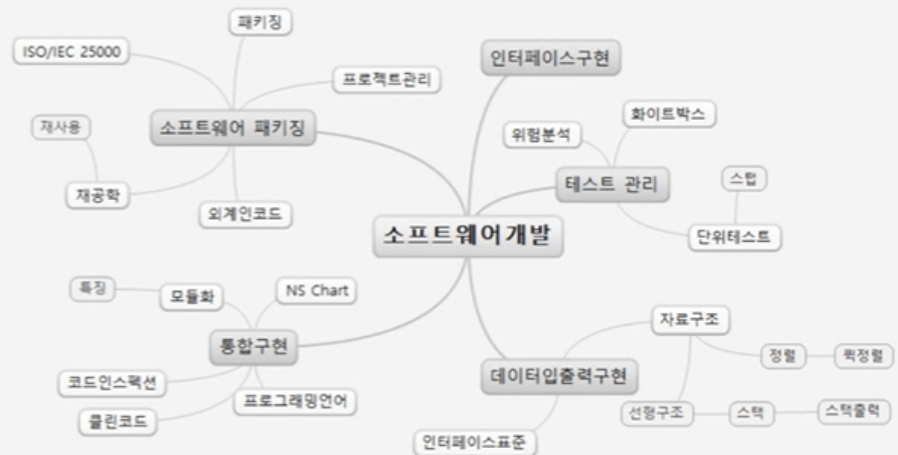 패키징
ISO/IEC 25000
인터페이스구현
프로젝트관리
화이트박스
재사용
소프트웨어 패키징
위험분석
테스트 관리
스텁
재공학
외계인코드
소프트웨어개발
단위테스트
특징
모듈화
NS Chart
자료구조
통합구현
정렬
퀵정렬
데이터입출력구현
코드인스펙션
프로그래밍언어
선형구조
스택
스택출력
클린코드
인터페이스표준